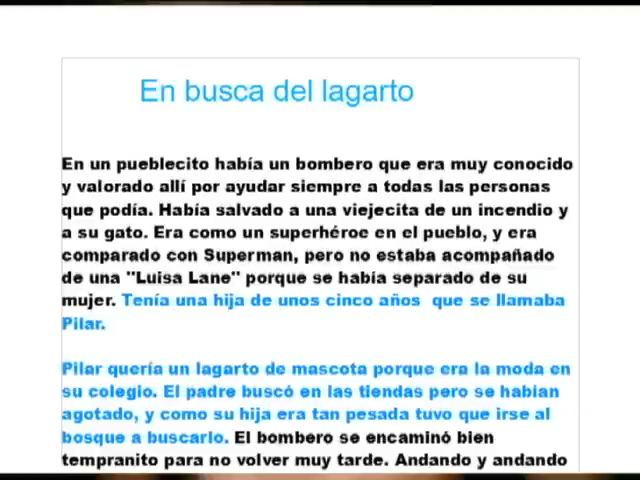 En busca del lagarto
En un pueblecito había un bombero que era muy conocido
y valorado allí por ayudar siempre a todas las personas
que podía. Había salvado a una viejecita de un incendio y
a su gato. Era como un superhéroe en el pueblo, y era
comparado con Superman, pero no estaba acompañado
de una "Luisa Lane" porque se había separado de su
mujer. Tenía una hija de unos cinco años  que se llamaba
Pilar.
Pilar quería un lagarto de mascota porque era la moda en
su colegio. El padre buscó en las tiendas pero se habían
agotado, y como su hija era tan pesada tuvo que irse al
bosque a buscarlo. El bombero se encaminó bien
tempranito para no volver muy tarde. Andando y andando